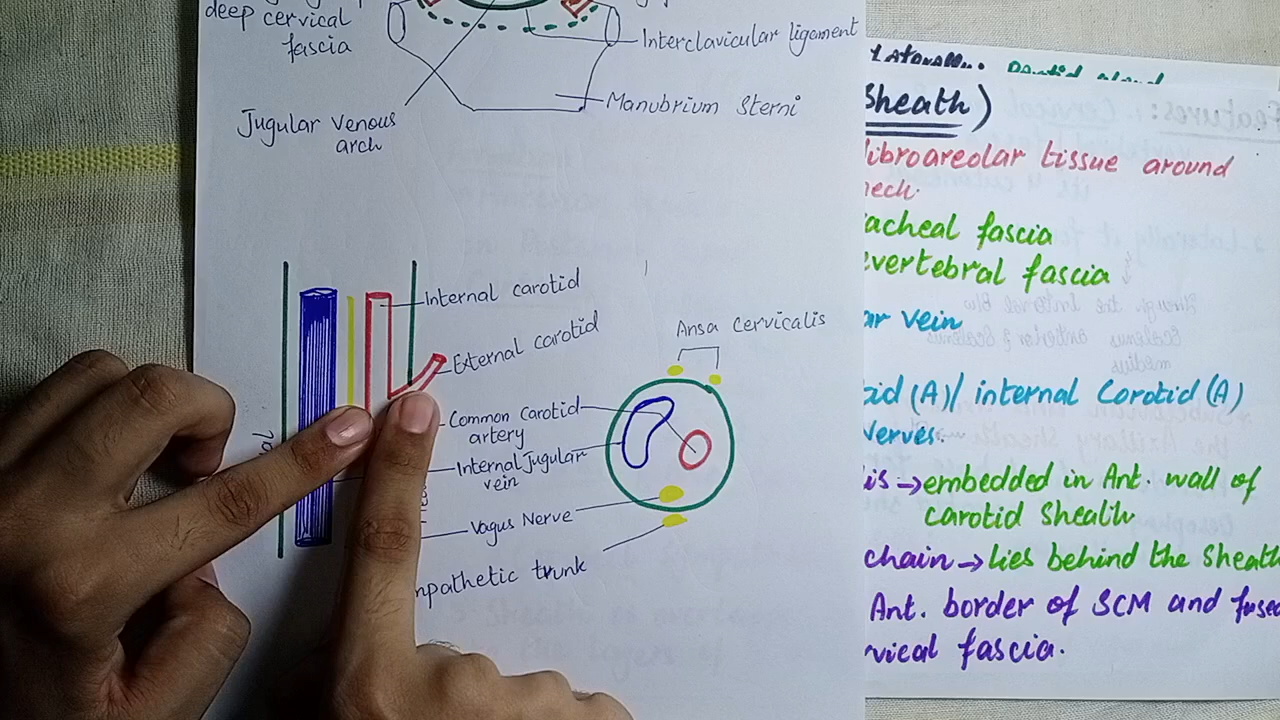 deep cervical
fascia
Interclavicular ligament
Manubrium Sterni
Jugular Venous
arch
Internal carotid
External carotid
Common Carotid
artery
Internal Jugular
vein
Vagus Nerve
mpathetic trunk
Ansa Cervicalis
Sheath)
fibroareolar tissue around
neck.
acheal fascia
evertebral fascia
ar vein
tid (A)/ internal Carotid (A)
Nerves.
is → embedded in Ant. wall of
carotid Sheath
chain → lies behind the Sheath
Ant. border of SCM and fused
rvical fascia.